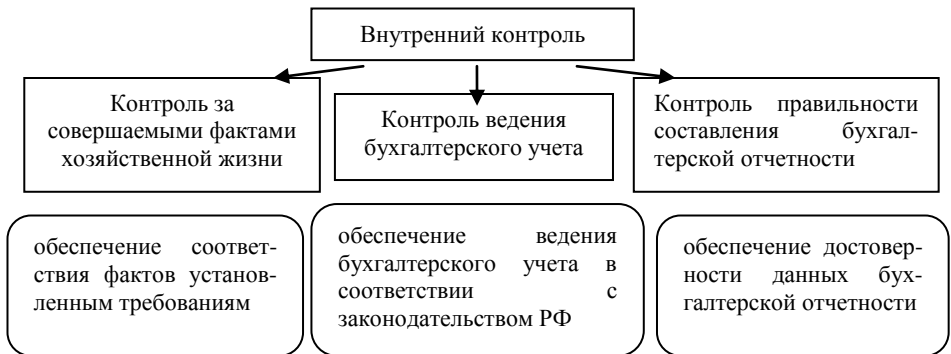 Внутренний контроль
Контроль за
совершаемыми фактами
хозяйственной жизни
Контроль ведения
бухгалтерского учета
Контроль правильности
составления бухгал-
терской отчетности
обеспечение соответ-
ствия фактов установ-
ленным требованиям
обеспечение ведения
бухгалтерского учета в
соответствии с
законодательством РФ
обеспечение достовер-
ности данных бух-
галтерской отчетности